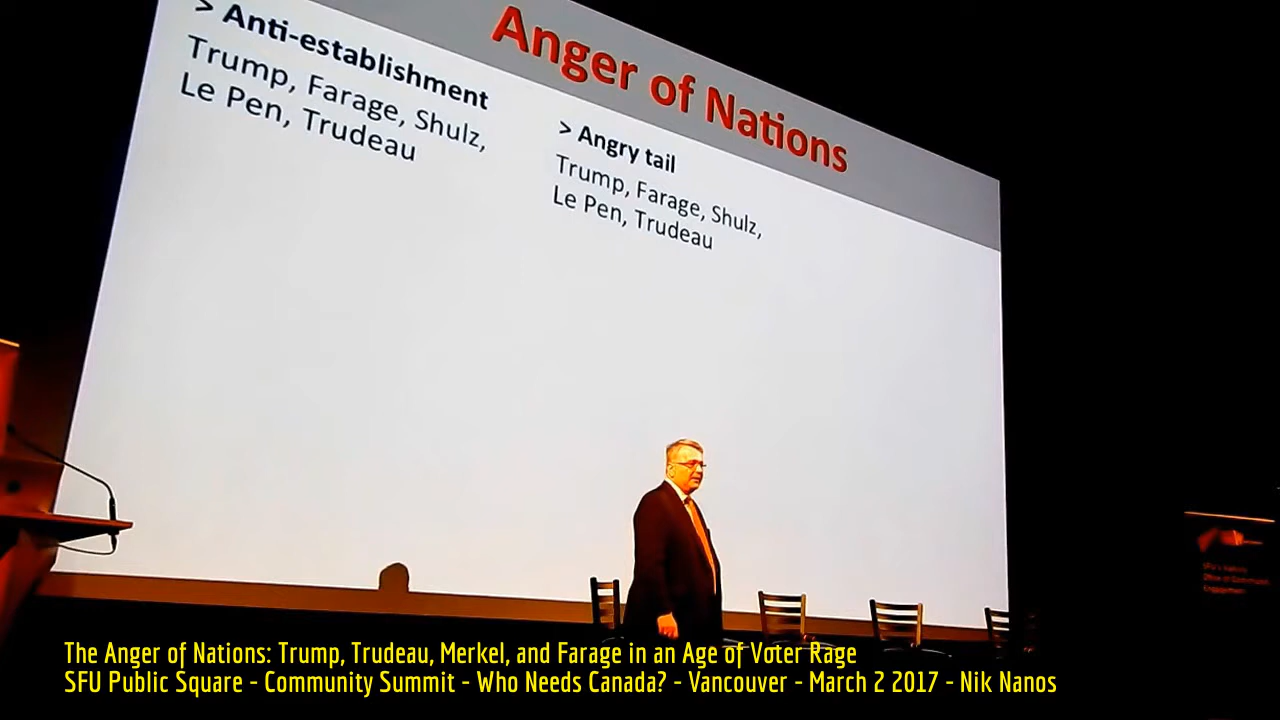 Anger of Nations
> Anti-establishment
Trump, Farage, Shulz,
Le Pen, Trudeau
> Angry tail
Trump, Farage, Shulz,
Le Pen, Trudeau
The Anger of Nations: Trump, Trudeau, Merkel, and Farage in an Age of Voter Rage
SFU Public Square - Community Summit - Who Needs Canada? - Vancouver - March 2 2017 - Nik Nanos